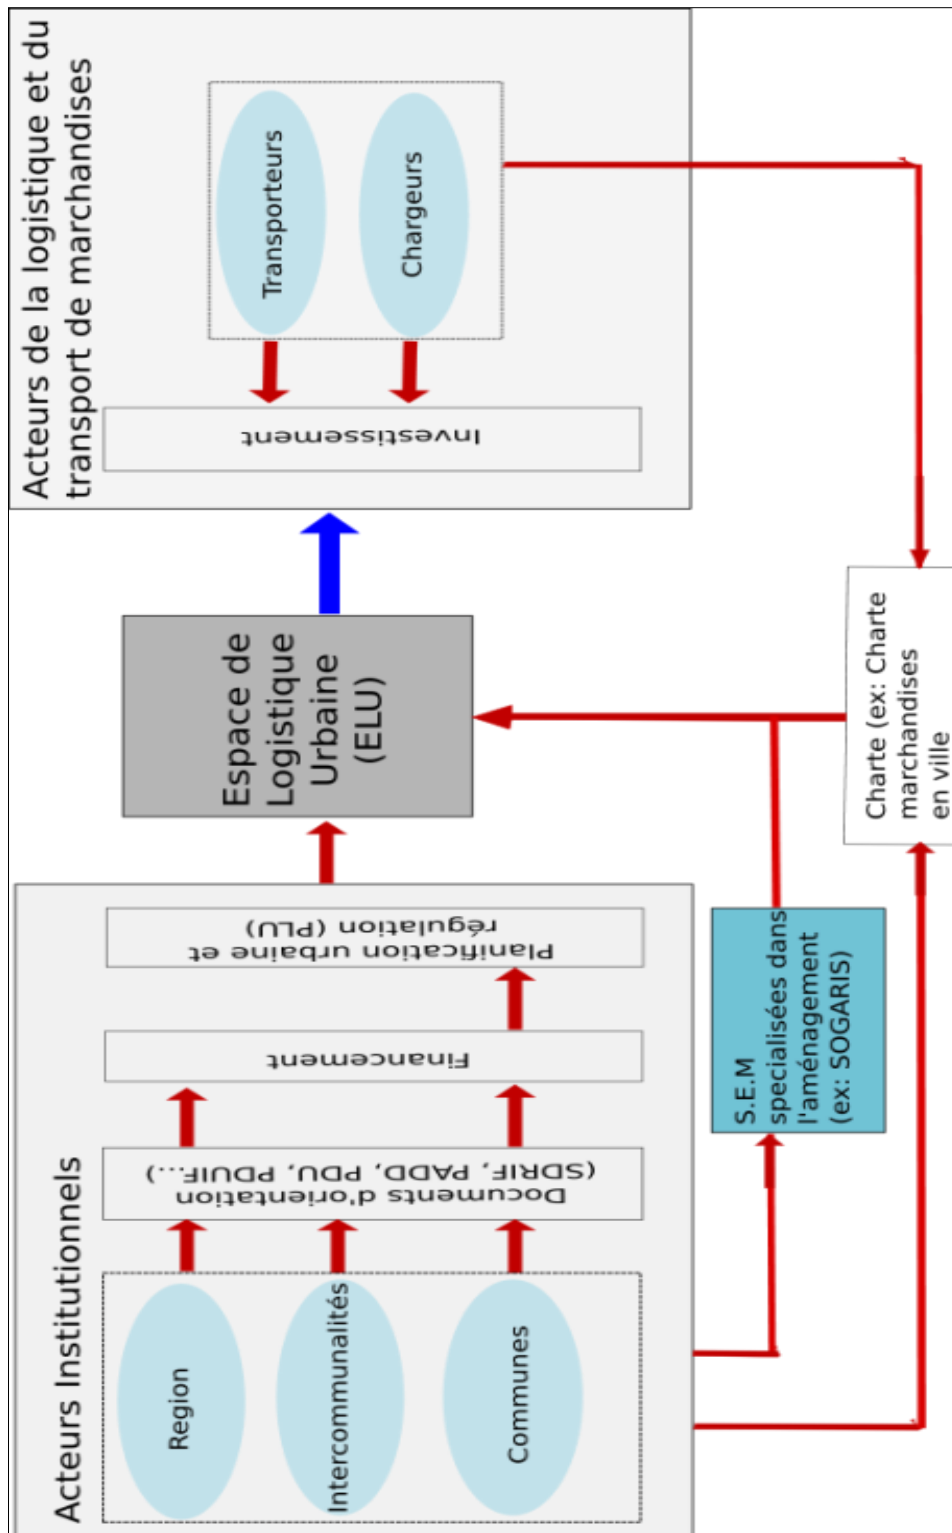 Acteurs Institutionnels
Region
Intercommunalités
Communes
Documents d'orientation
(SDRIF, PADD, PDU, PDUIF...)
Financement
Planification urbaine et
régulation (PLU)
Espace de
Logistique
Urbaine
(ELU)
Acteurs de la logistique et du
transport de marchandises
Investissement
Transporteurs
Chargeurs
S.E.M
specialisées dans
l'aménagement
(ex: SOGARIS)
Charte (ex: Charte
marchandises
en ville